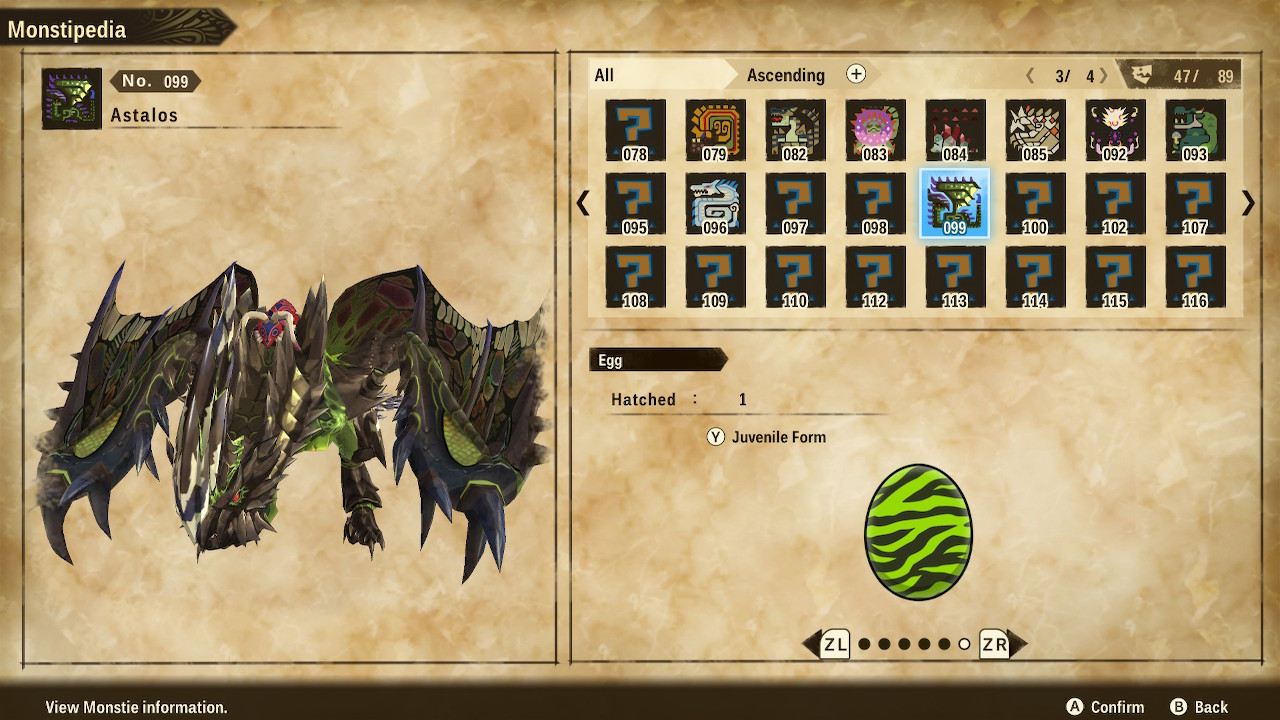 Monstipedia
No. 099
Astalos
All
Ascending
3/ 4
47/ 89
078 079 082 083 084 085 092 093
095 096 097 098 099 100 102 107
108 109 110 112 113 114 115 116
Egg
Hatched : 1
Y Juvenile Form
ZL ZR
View Monstie information.
A Confirm B Back